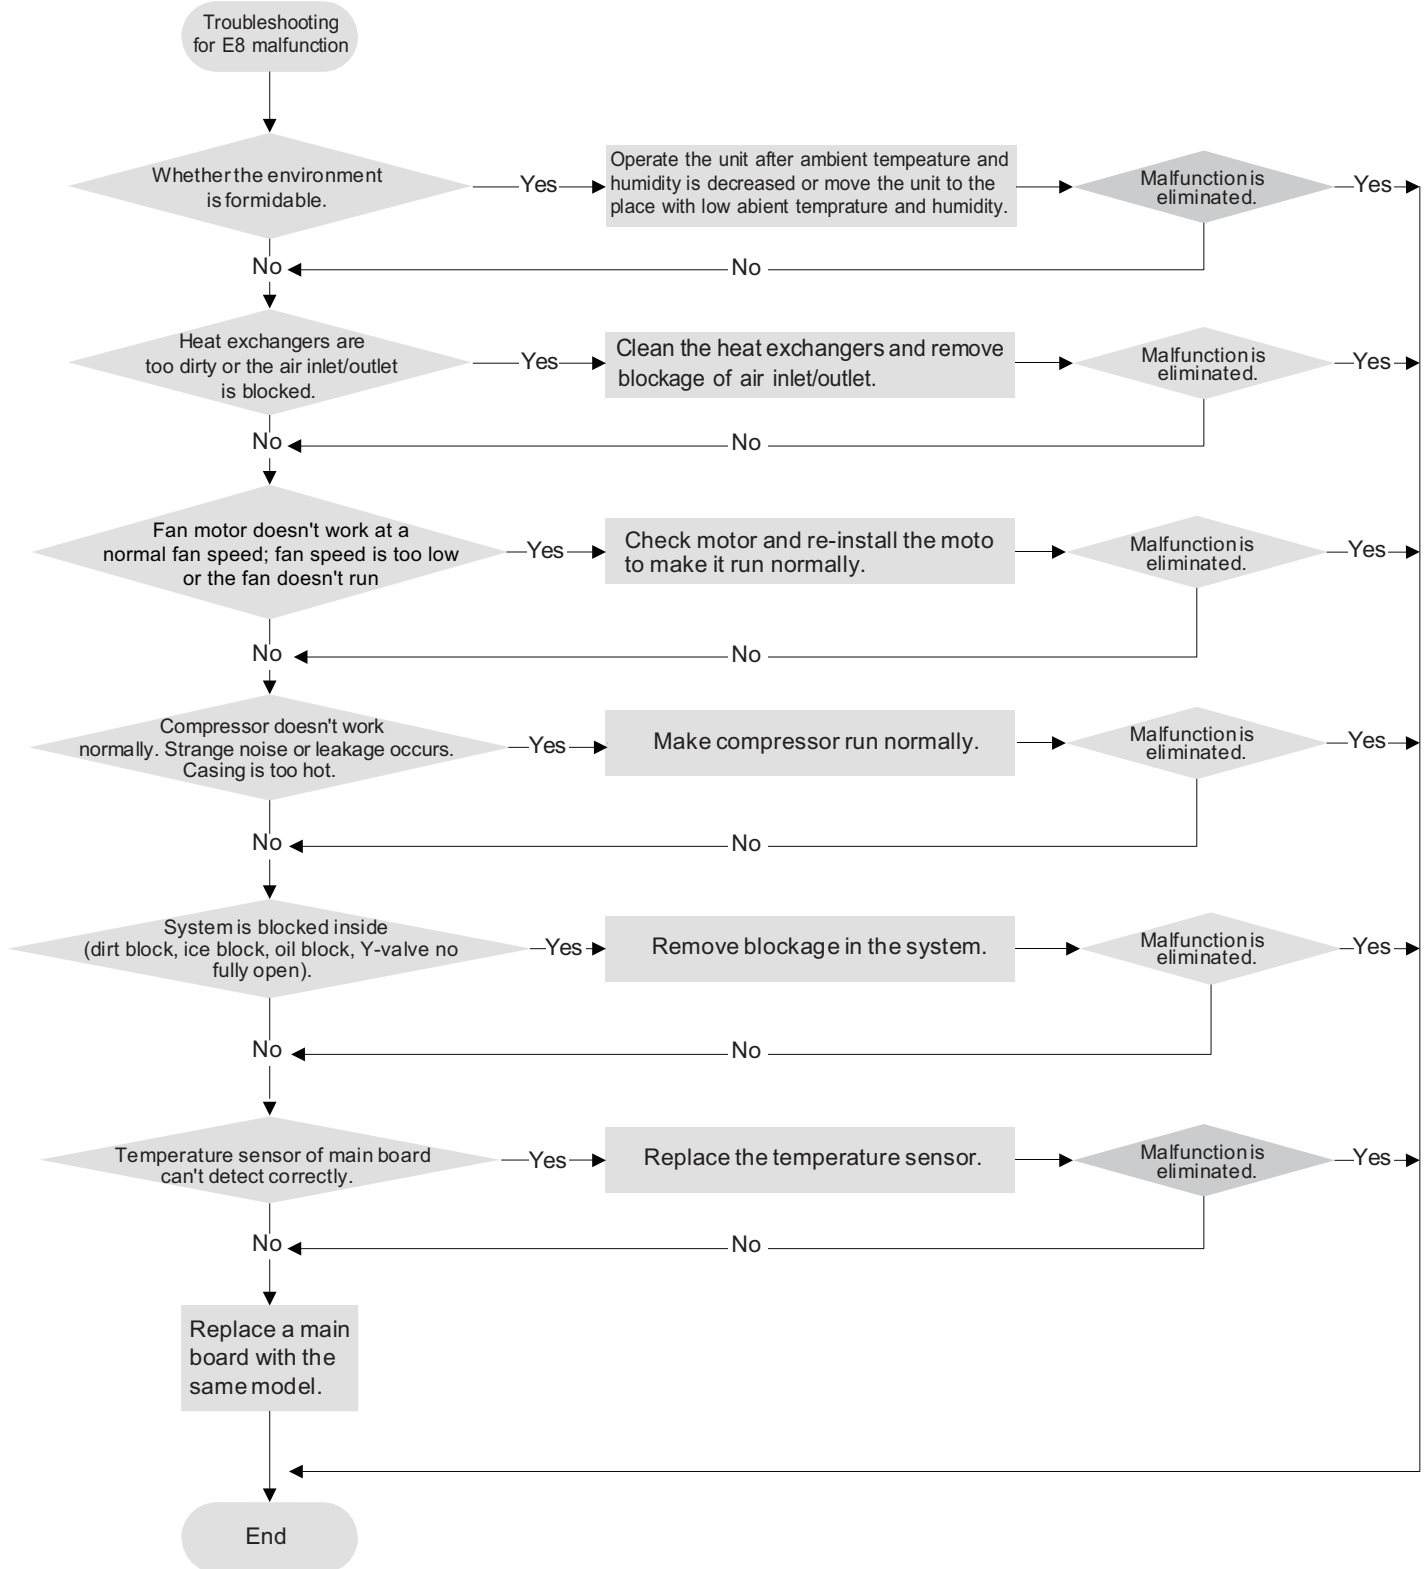 Troubleshooting
for E8 malfunction
Whether the environment
is formidable.
Yes
Operate the unit after ambient tempeature and
humidity is decreased or move the unit to the
place with low abient temprature and humidity.
Malfunction is
eliminated.
Yes
No
No
Heat exchangers are
too dirty or the air inlet/outlet
is blocked.
Yes
Clean the heat exchangers and remove
blockage of air inlet/outlet.
Malfunction is
eliminated.
Yes
No
No
Fan motor doesn't work at a
normal fan speed; fan speed is too low
or the fan doesn't run
Yes
Check motor and re-install the moto
to make it run normally.
Malfunction is
eliminated.
Yes
No
No
Compressor doesn't work
normally. Strange noise or leakage occurs.
Casing is too hot.
Yes
Make compressor run normally.
Malfunction is
eliminated.
Yes
No
No
System is blocked inside
(dirt block, ice block, oil block, Y-valve no
fully open).
Yes
Remove blockage in the system.
Malfunction is
eliminated.
Yes
No
No
Temperature sensor of main board
can't detect correctly.
Yes
Replace the temperature sensor.
Malfunction is
eliminated.
Yes
No
No
Replace a main
board with the
same model.
End